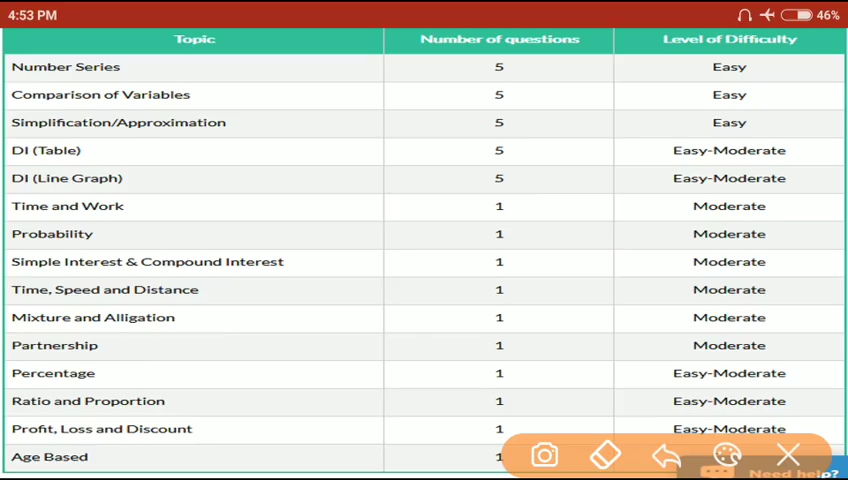 4:53 PM 46%
Topic Number of questions Level of Difficulty
Number Series 5 Easy
Comparison of Variables 5 Easy
Simplification/Approximation 5 Easy
DI (Table) 5 Easy-Moderate
DI (Line Graph) 5 Easy-Moderate
Time and Work 1 Moderate
Probability 1 Moderate
Simple Interest & Compound Interest 1 Moderate
Time, Speed and Distance 1 Moderate
Mixture and Alligation 1 Moderate
Partnership 1 Moderate
Percentage 1 Easy-Moderate
Ratio and Proportion 1 Easy-Moderate
Profit, Loss and Discount 1 Easy-Moderate
Age Based 1
Need help?